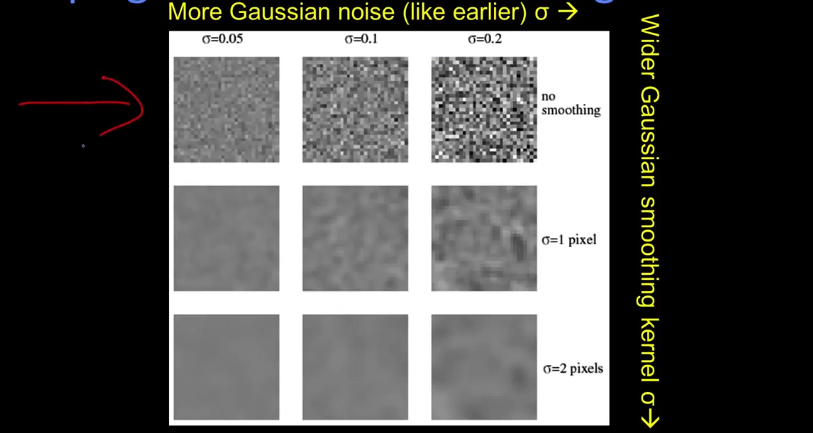 More Gaussian noise (like earlier) σ →
σ=0.05 σ=0.1 σ=0.2
no
smoothing
σ=1 pixel
σ=2 pixels
Wider Gaussian smoothing kernel σ→